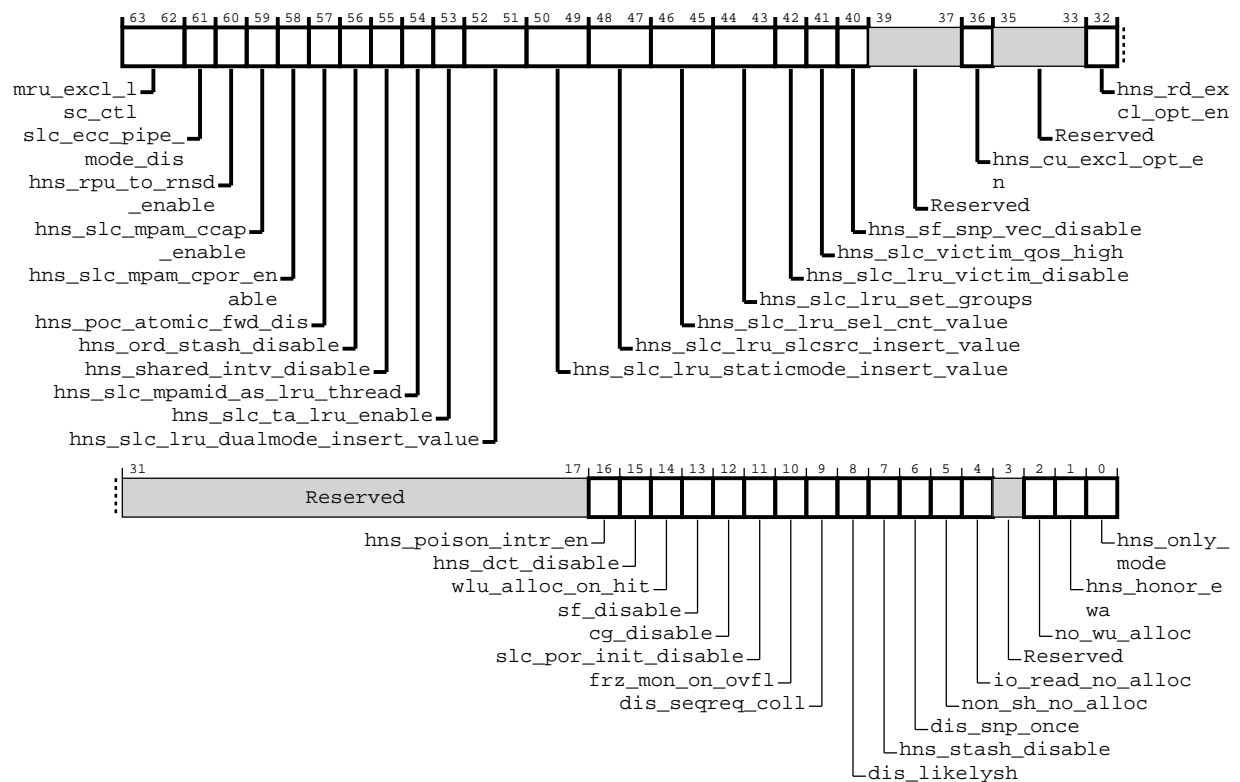 63 62 61 60 59 58 57 56 55 54 53 52 51 50 49 48 47 46 45 44 43 42 41 40 39 37 36 35 33 32
mru_excl_l
sc_ctl
hns_rd_ex
cl_opt_en
slc_ecc_pipe_
mode_dis
Reserved
hns_rpu_to_rnsd
_enable
hns_cu_excl_opt_e
n
Reserved
hns_slc_mpam_ccap
_enable
hns_sf_snp_vec_disable
hns_slc_victim_qos_high
hns_slc_mpam_cpor_en
able
hns_slc_lru_victim_disable
hns_slc_lru_set_groups
hns_poc_atomic_fwd_dis
hns_slc_lru_sel_cnt_value
hns_ord_stash_disable
hns_slc_lru_slcsrc_insert_value
hns_shared_intv_disable
hns_slc_lru_staticmode_insert_value
hns_slc_mpamid_as_lru_thread
hns_slc_ta_lru_enable
hns_slc_lru_dualmode_insert_value
31 17 16 15 14 13 12 11 10 9 8 7 6 5 4 3 2 1 0
Reserved
hns_poison_intr_en
hns_only_
mode
hns_dct_disable
wlu_alloc_on_hit
hns_honor_e
wa
sf_disable
cg_disable
no_wu_alloc
slc_por_init_disable
Reserved
frz_mon_on_ovfl
io_read_no_alloc
dis_seqreq_coll
non_sh_no_alloc
dis_snp_once
hns_stash_disable
dis_likelysh